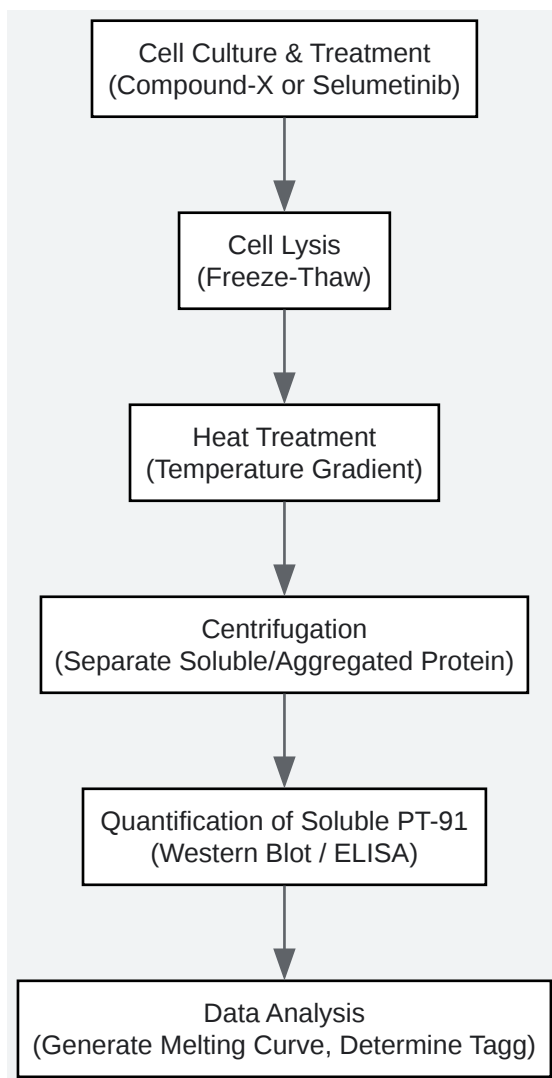 Cell Culture & Treatment
(Compound-X or Selumetinib)
Cell Lysis
(Freeze-Thaw)
Heat Treatment
(Temperature Gradient)
Centrifugation
(Separate Soluble/Aggregated Protein)
Quantification of Soluble PT-91
(Western Blot / ELISA)
Data Analysis
(Generate Melting Curve, Determine Tagg)